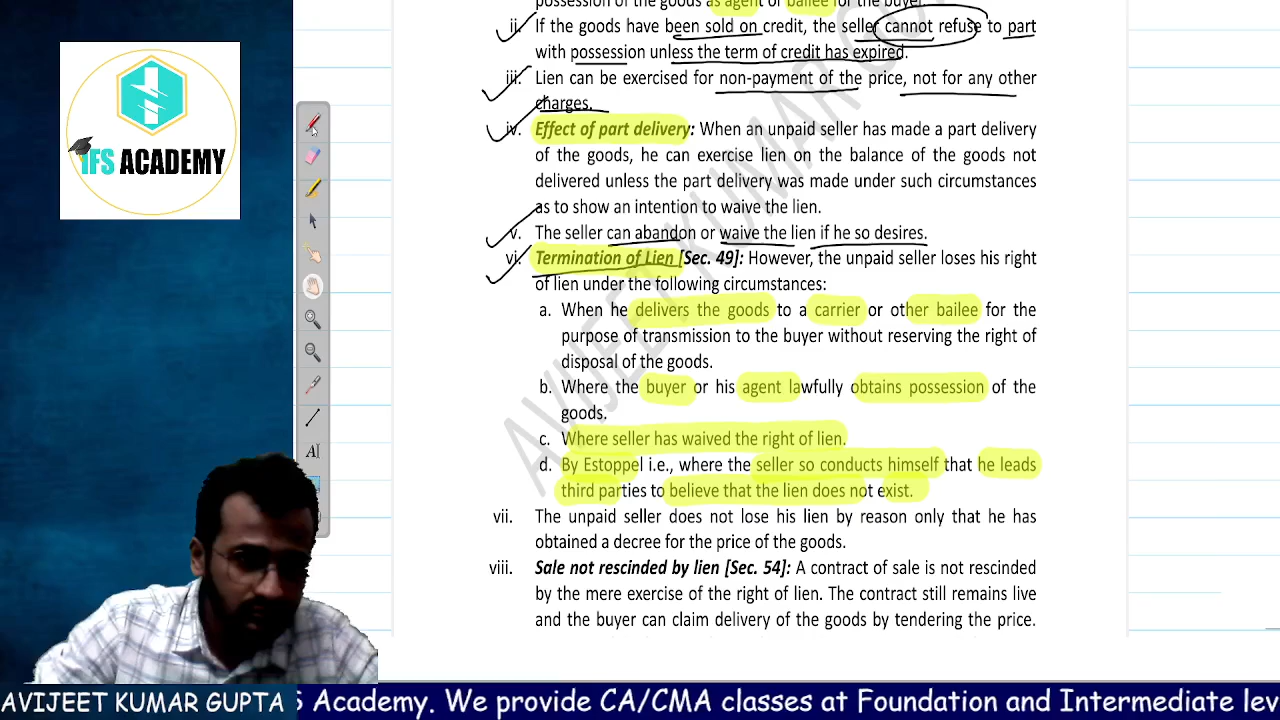 possession of the goods as agent or bailee for the buyer.
ii. If the goods have been sold on credit, the seller cannot refuse to part
with possession unless the term of credit has expired.
iii. Lien can be exercised for non-payment of the price, not for any other
charges.
iv. Effect of part delivery: When an unpaid seller has made a part delivery
of the goods, he can exercise lien on the balance of the goods not
delivered unless the part delivery was made under such circumstances
as to show an intention to waive the lien.
v. The seller can abandon or waive the lien if he so desires.
vi. Termination of Lien [Sec. 49]: However, the unpaid seller loses his right
of lien under the following circumstances:
a. When he delivers the goods to a carrier or other bailee for the
purpose of transmission to the buyer without reserving the right of
disposal of the goods.
b. Where the buyer or his agent lawfully obtains possession of the
goods.
c. Where seller has waived the right of lien.
d. By Estoppel i.e., where the seller so conducts himself that he leads
third parties to believe that the lien does not exist.
vii. The unpaid seller does not lose his lien by reason only that he has
obtained a decree for the price of the goods.
viii. Sale not rescinded by lien [Sec. 54]: A contract of sale is not rescinded
by the mere exercise of the right of lien. The contract still remains live
and the buyer can claim delivery of the goods by tendering the price.
IFS ACADEMY
AVIJEET KUMAR GUPTA
AI
AVIJEET KUMAR GUPTA S Academy. We provide CA/CMA classes at Foundation and Intermediate lev